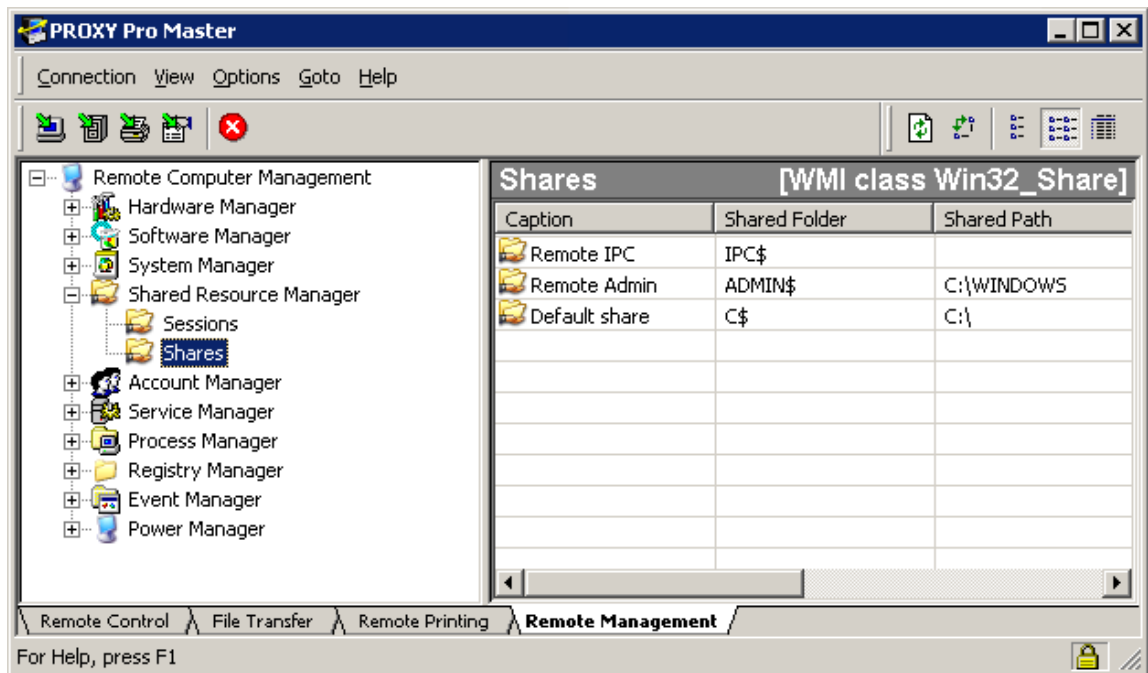 PROXY Pro Master
Connection View Options Goto Help
Remote Computer Management
Hardware Manager
Software Manager
System Manager
Shared Resource Manager
Sessions
Shares
Account Manager
Service Manager
Process Manager
Registry Manager
Event Manager
Power Manager
Shares [WMI class Win32_Share]
Caption Shared Folder Shared Path
Remote IPC IPC$
Remote Admin ADMIN$ C:\WINDOWS
Default share C$ C:\
Remote Control File Transfer Remote Printing Remote Management
For Help, press F1